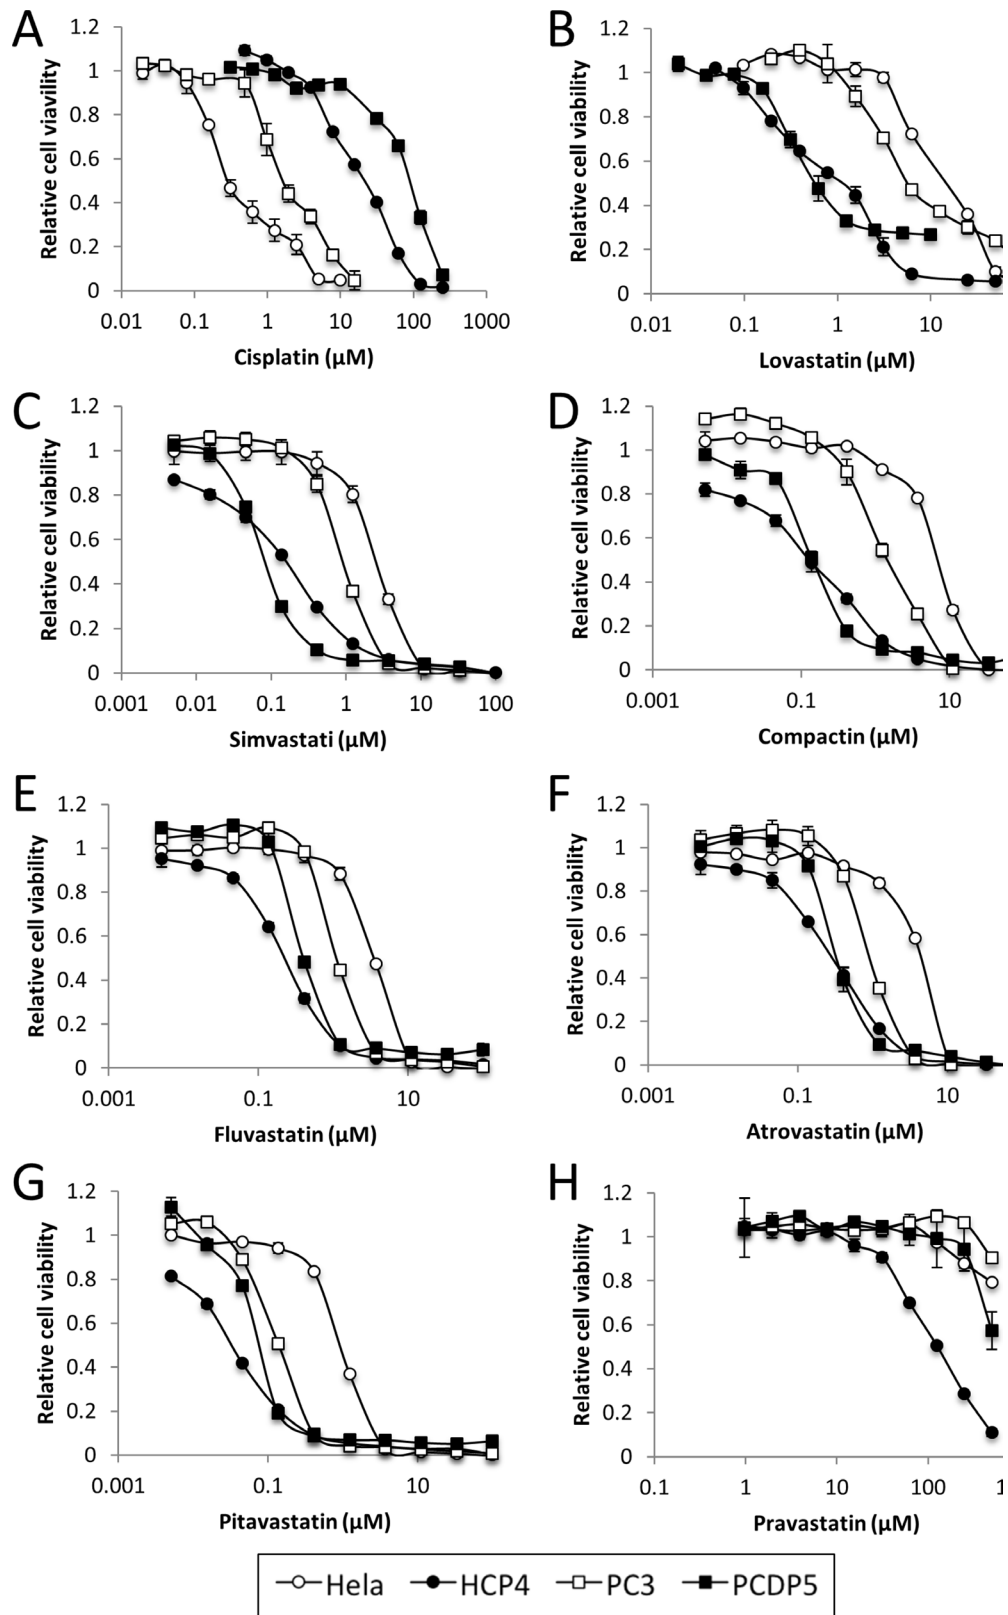 A
Relative cell viavility
1.2
1
0.8
0.6
0.4
0.2
0
0.01 0.1 1 10 100 1000
Cisplatin (µM)
B
Relative cell viability
1.2
1
0.8
0.6
0.4
0.2
0
0.01 0.1 1 10
Lovastatin (µM)
C
Relative cell viability
1.2
1
0.8
0.6
0.4
0.2
0
0.001 0.01 0.1 1 10 100
Simvastati (µM)
D
Relative cell viability
1.2
1
0.8
0.6
0.4
0.2
0
0.001 0.1 10
Compactin (µM)
E
Relative cell viability
1.2
1
0.8
0.6
0.4
0.2
0
0.001 0.1 10
Fluvastatin (µM)
F
Relative cell viability
1.2
1
0.8
0.6
0.4
0.2
0
0.001 0.1 10
Atrovastatin (µM)
G
Relative cell viability
1.2
1
0.8
0.6
0.4
0.2
0
0.001 0.1 10
Pitavastatin (µM)
H
Relative cell viability
1.2
1
0.8
0.6
0.4
0.2
0
0.1 1 10 100 1
Pravastatin (µM)
Hela HCP4 PC3 PCDP5